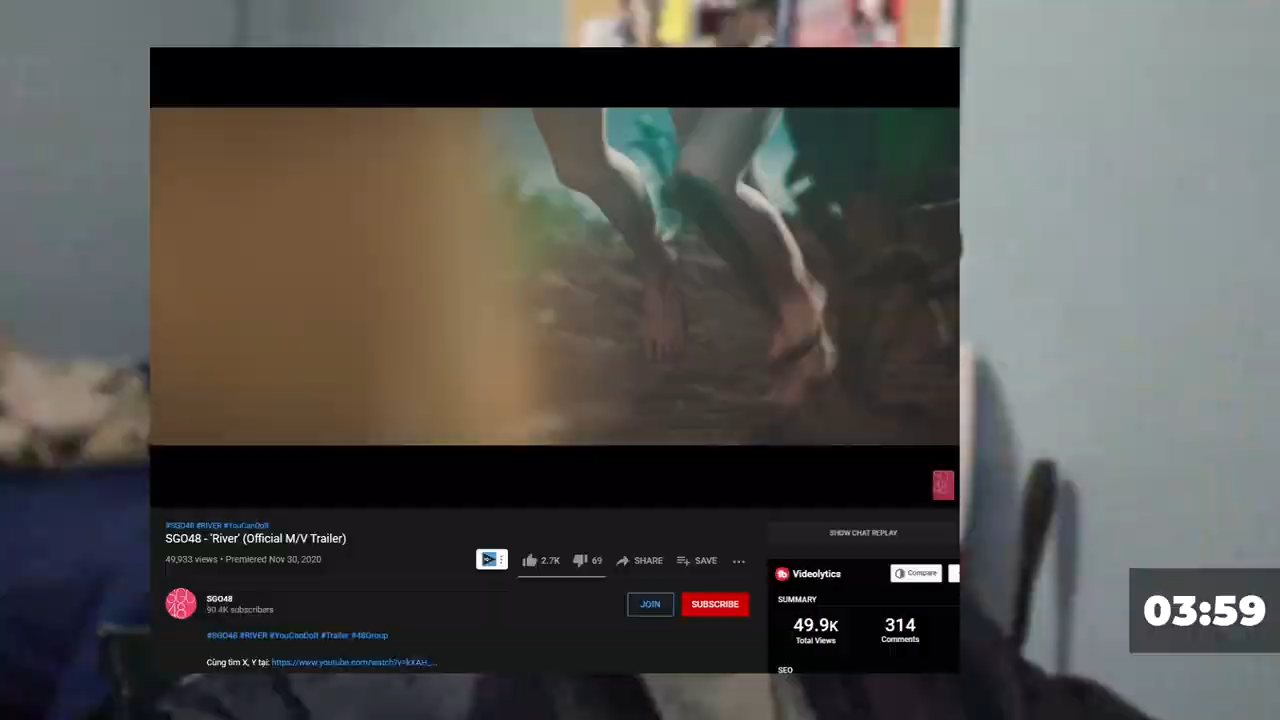 #SGO48 #RIVER #YouCanDoIt
SGO48 - 'River' (Official M/V Trailer)
49,933 views • Premiered Nov 30, 2020
2.7K
69
SHARE
SAVE
SGO48
90.4K subscribers
JOIN
SUBSCRIBE
#SGO48 #RIVER #YouCanDoIt #Trailer #48Group
Cùng tìm X, Y tại:
SHOW CHAT REPLAY
tb Videolytics
Compare
SUMMARY
49.9K
Total Views
314
Comments
SEO
03:59